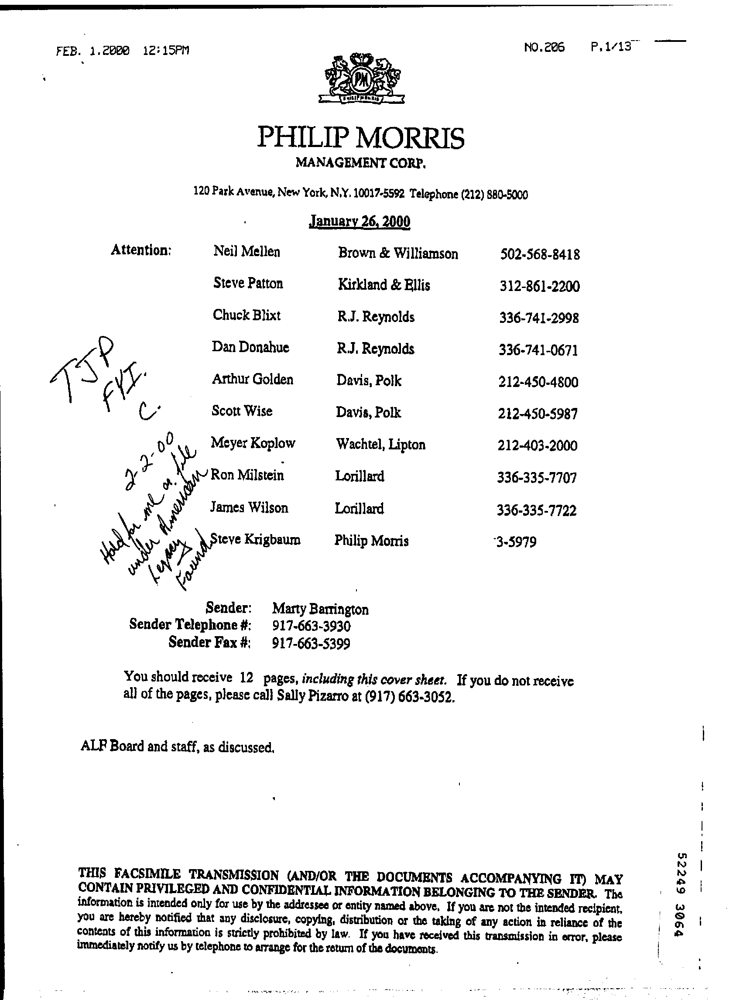 FEB. 1.2000 12:15PM NO.206 P.1/13
PM
PHILIP MORRIS
MANAGEMENT CORP.
120 Park Avenue, New York, N.Y. 10017-5592 Telephone (212) 880-5000
January 26, 2000
Attention: Neil Mellen Brown & Williamson 502-568-8418
Steve Patton Kirkland & Ellis 312-861-2200
Chuck Blixt R.J. Reynolds 336-741-2998
Dan Donahue R.J. Reynolds 336-741-0671
Arthur Golden Davis, Polk 212-450-4800
Scott Wise Davis, Polk 212-450-5987
Meyer Koplow Wachtel, Lipton 212-403-2000
Ron Milstein Lorillard 336-335-7707
James Wilson Lorillard 336-335-7722
Steve Krigbaum Philip Morris 3-5979
TJP
FYI.
C.
2-2-00
Hold for me or file
under American
Legacy
Found
Sender: Marty Barrington
Sender Telephone #: 917-663-3930
Sender Fax #: 917-663-5399
You should receive 12 pages, including this cover sheet. If you do not receive
all of the pages, please call Sally Pizarro at (917) 663-3052.
ALF Board and staff, as discussed.
THIS FACSIMILE TRANSMISSION (AND/OR THE DOCUMENTS ACCOMPANYING IT) MAY
CONTAIN PRIVILEGED AND CONFIDENTIAL INFORMATION BELONGING TO THE SENDER. The
information is intended only for use by the addressee or entity named above. If you are not the intended recipient,
you are hereby notified that any disclosure, copying, distribution or the taking of any action in reliance of the
contents of this information is strictly prohibited by law. If you have received this transmission in error, please
immediately notify us by telephone to arrange for the return of the documents.
52249 3064